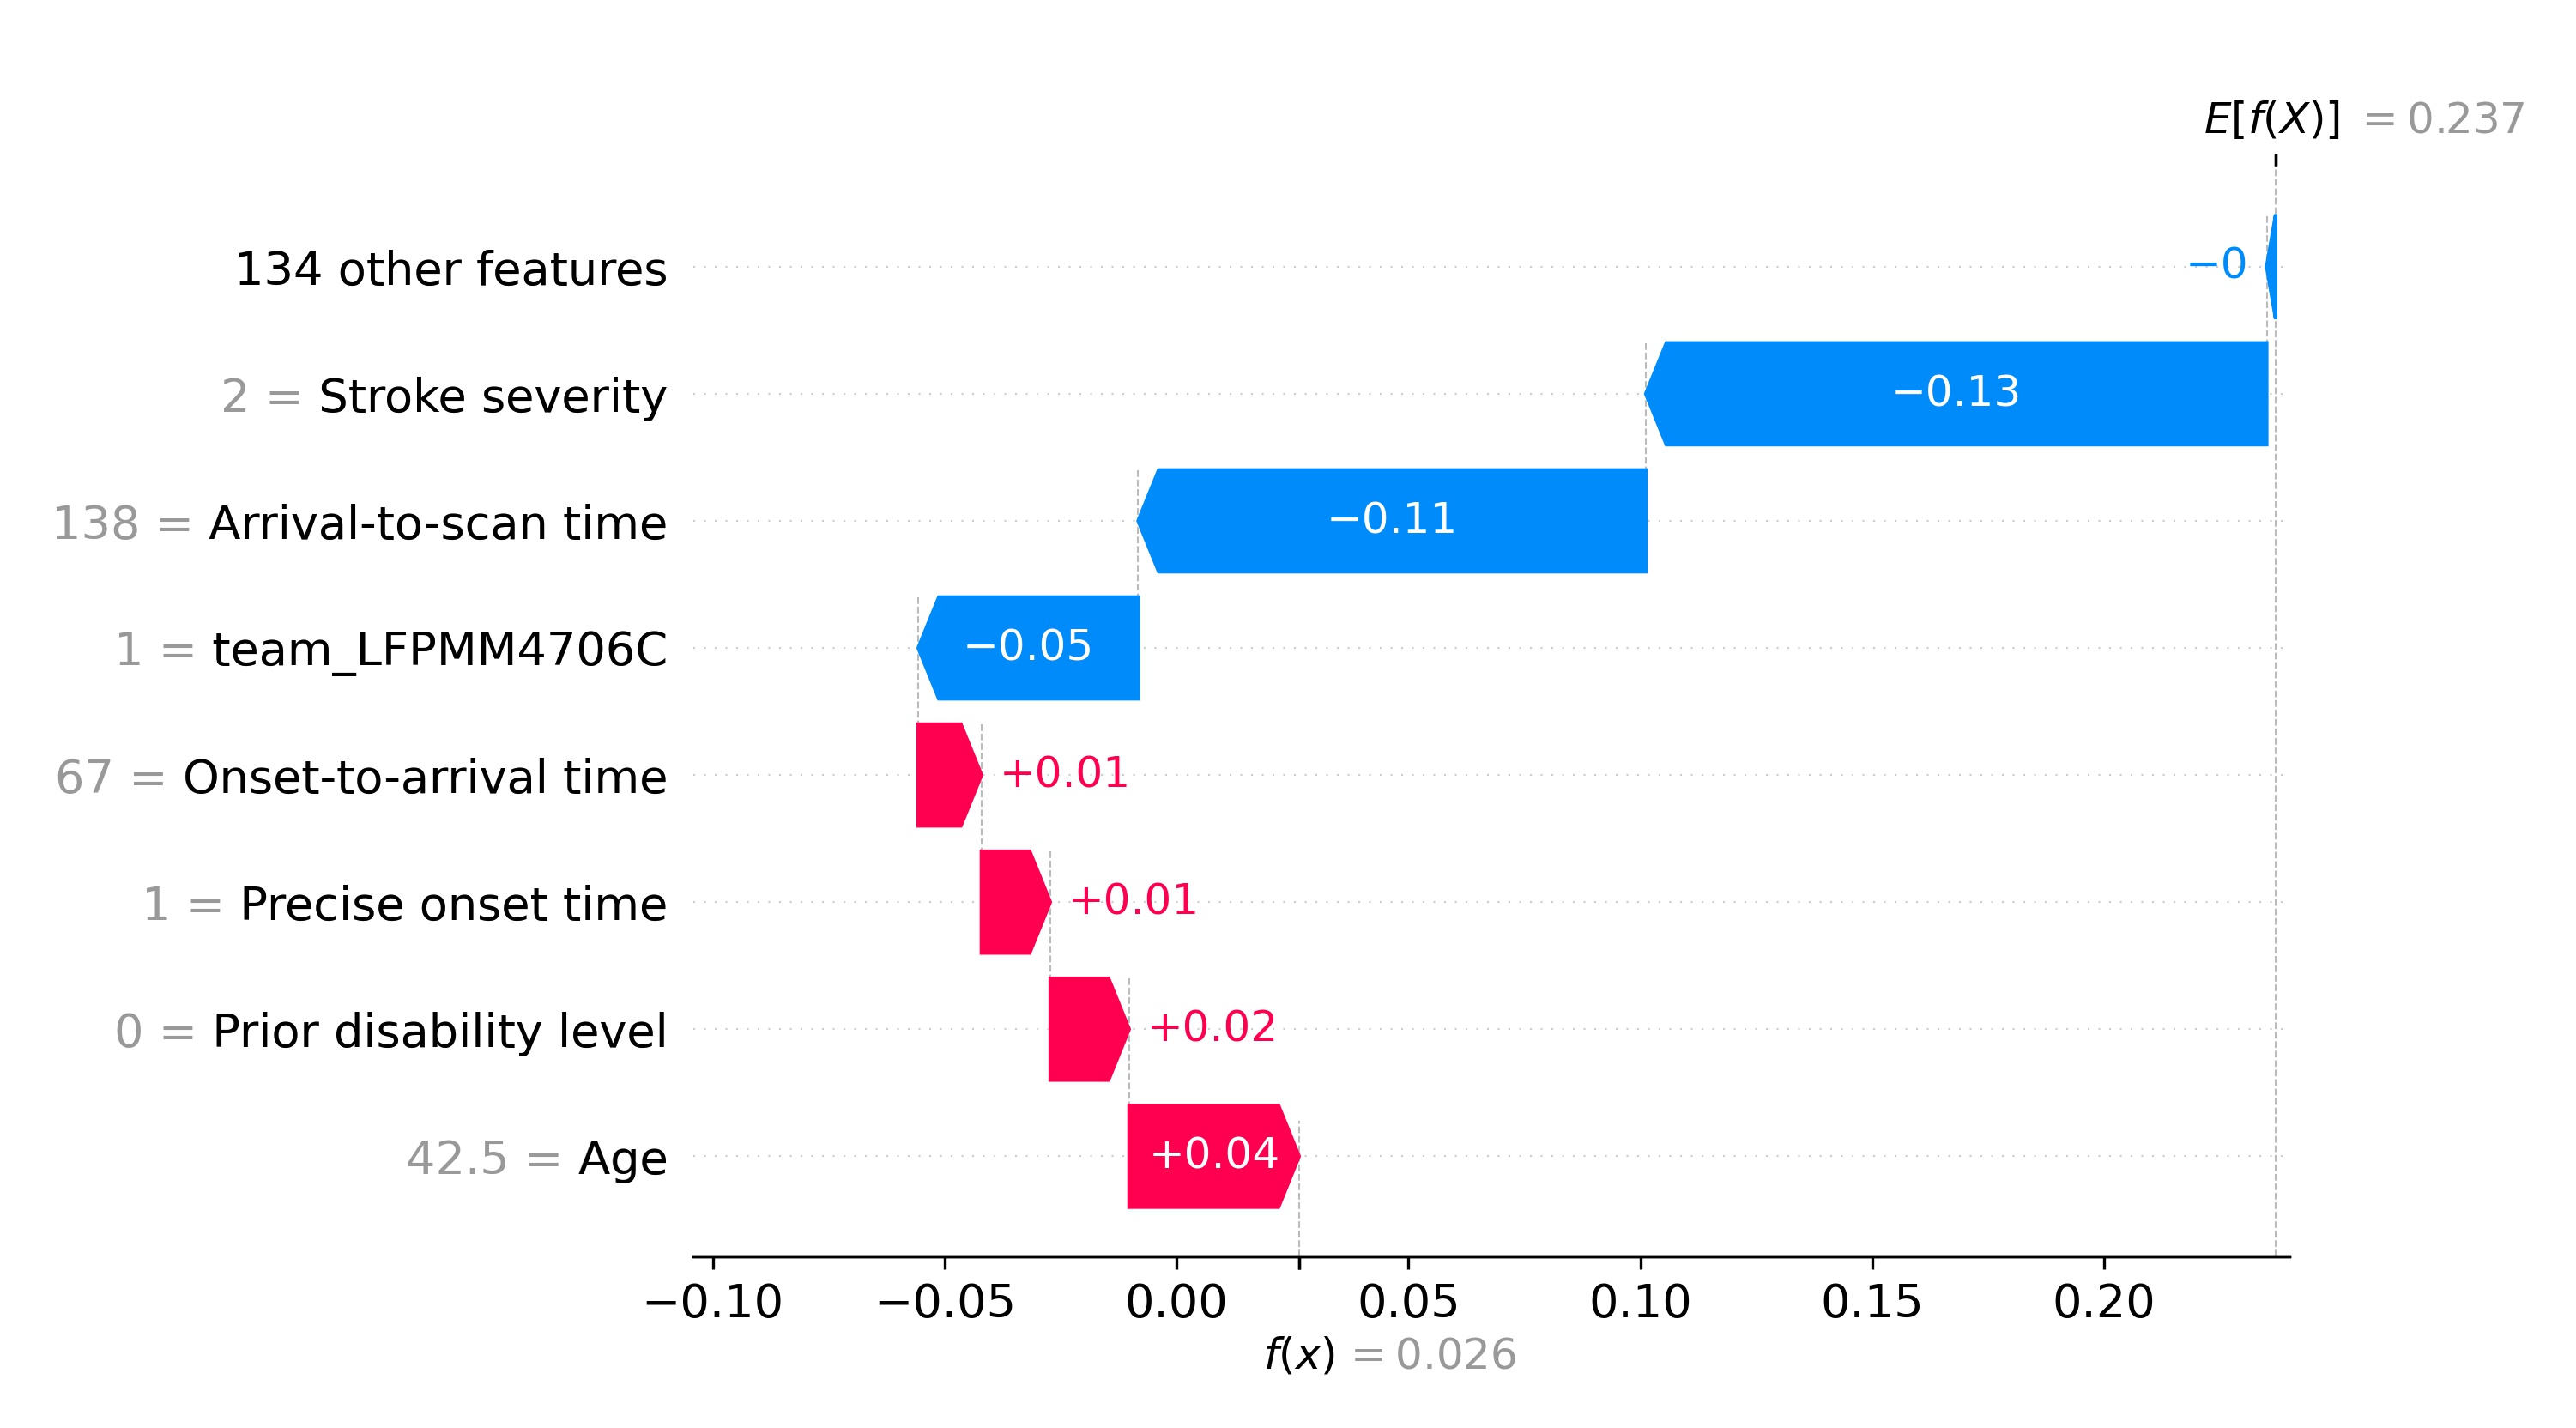 E[f(X)] = 0.237
134 other features −0
2 = Stroke severity −0.13
138 = Arrival-to-scan time −0.11
1 = team_LFPMM4706C −0.05
67 = Onset-to-arrival time +0.01
1 = Precise onset time +0.01
0 = Prior disability level +0.02
42.5 = Age +0.04
−0.10 −0.05 0.00 0.05 0.10 0.15 0.20
f(x) = 0.026